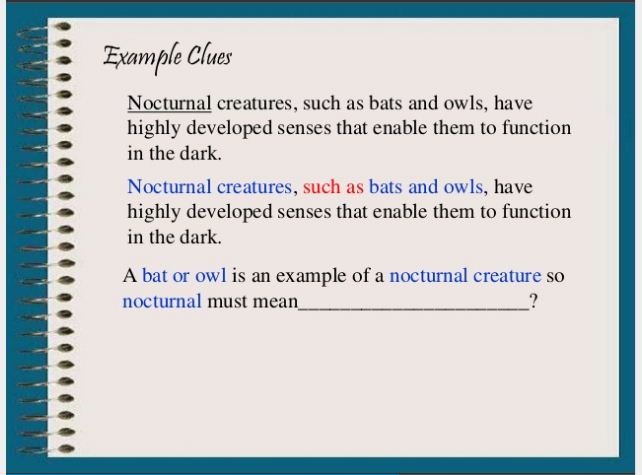 Example Clues
Nocturnal creatures, such as bats and owls, have
highly developed senses that enable them to function
in the dark.
Nocturnal creatures, such as bats and owls, have
highly developed senses that enable them to function
in the dark.
A bat or owl is an example of a nocturnal creature so
nocturnal must mean_______________________?